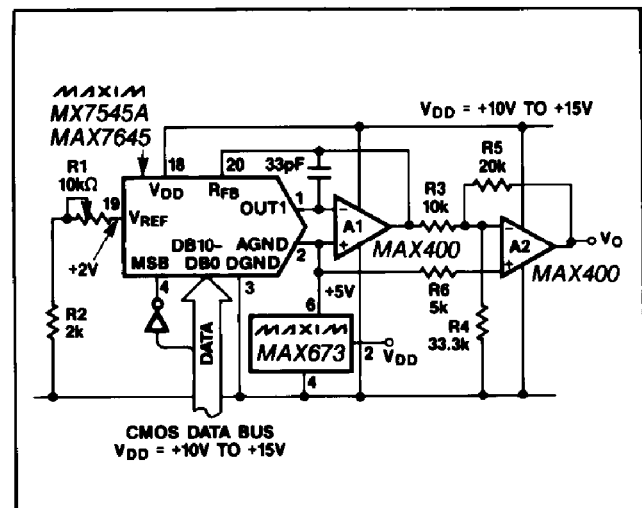 MAXIM
MX7545A
MAX7645
VDD = +10V TO +15V
R1
10kΩ
19
18
20
33pF
R5
20k
VDD
RFB
VREF
OUT1
1
−
A1
+
R3
10k
−
A2
+
VO
MAX400
MAX400
+2V
MSB
DB10-
DB0
AGND
DGND
2
4
3
R2
2k
DATA
+5V
6
R6
5k
R4
33.3k
MAXIM
MAX673
2
VDD
4
CMOS DATA BUS
VDD = +10V TO +15V